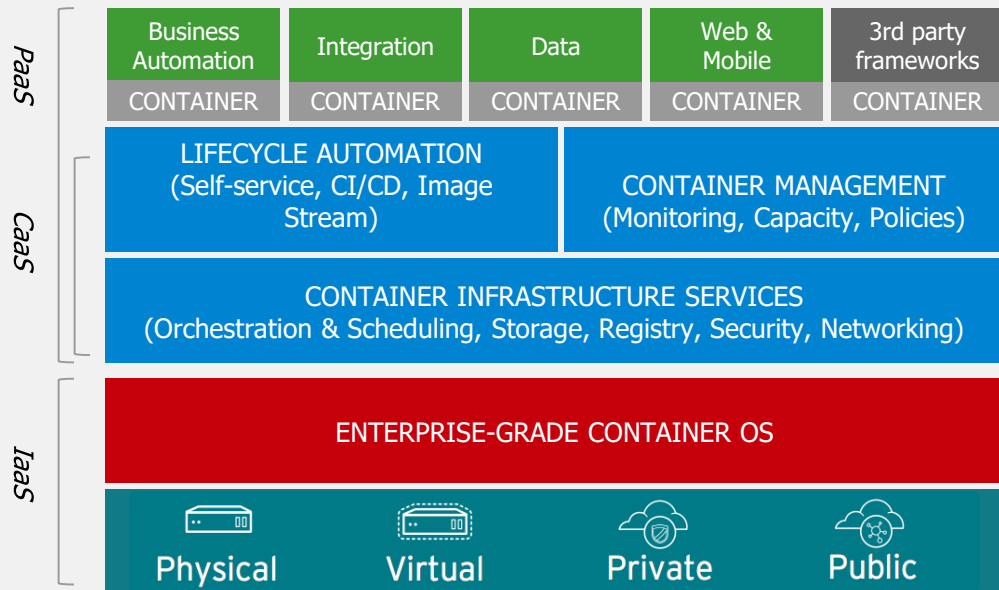 PaaS
Business
Automation
Integration
Data
Web &
Mobile
3rd party
frameworks
CONTAINER
CONTAINER
CONTAINER
CONTAINER
CONTAINER
CaaS
LIFECYCLE AUTOMATION
(Self-service, CI/CD, Image
Stream)
CONTAINER MANAGEMENT
(Monitoring, Capacity, Policies)
CONTAINER INFRASTRUCTURE SERVICES
(Orchestration & Scheduling, Storage, Registry, Security, Networking)
IaaS
ENTERPRISE-GRADE CONTAINER OS
Physical
Virtual
Private
Public